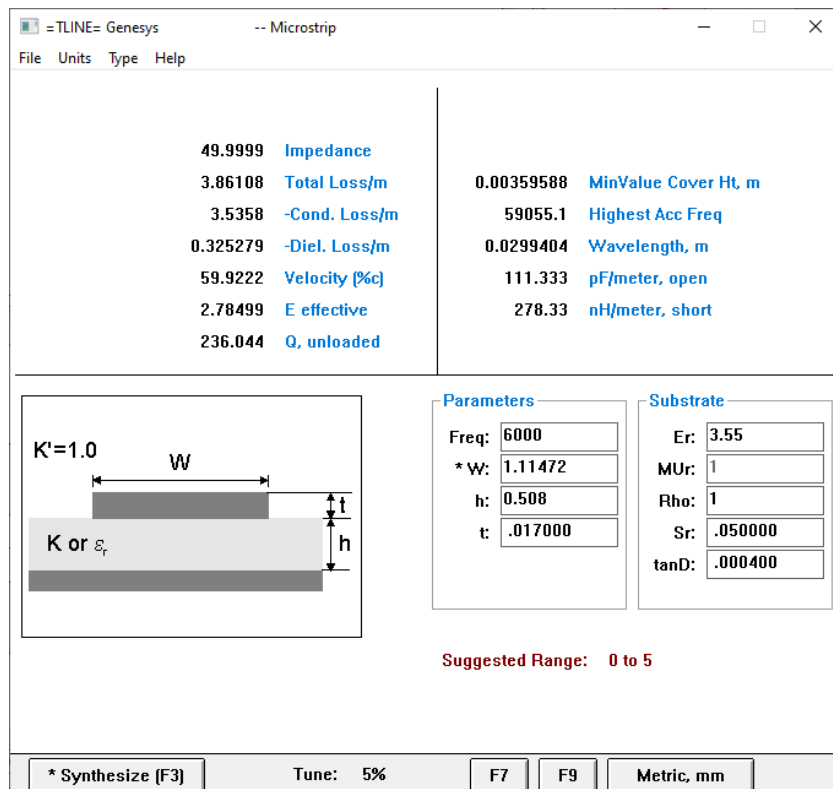 =TLINE= Genesys -- Microstrip
File Units Type Help
49.9999 Impedance
3.86108 Total Loss/m
3.5358 -Cond. Loss/m
0.325279 -Diel. Loss/m
59.9222 Velocity (%c)
2.78499 E effective
236.044 Q, unloaded
0.00359588 MinValue Cover Ht, m
59055.1 Highest Acc Freq
0.0299404 Wavelength, m
111.333 pF/meter, open
278.33 nH/meter, short
K'=1.0
W
t
K or εr
h
Parameters
Freq: 6000
* W: 1.11472
h: 0.508
t: .017000
Substrate
Er: 3.55
MUr: 1
Rho: 1
Sr: .050000
tanD: .000400
Suggested Range: 0 to 5
* Synthesize (F3) Tune: 5% F7 F9 Metric, mm